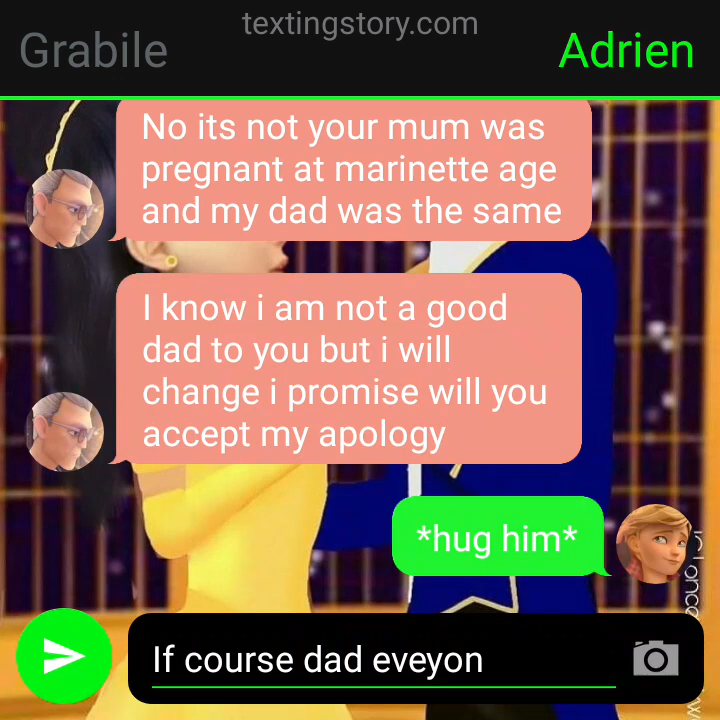 textingstory.com
Grabile
Adrien
No its not your mum was
pregnant at marinette age
and my dad was the same
I know i am not a good
dad to you but i will
change i promise will you
accept my apology
*hug him*
If course dad eveyon